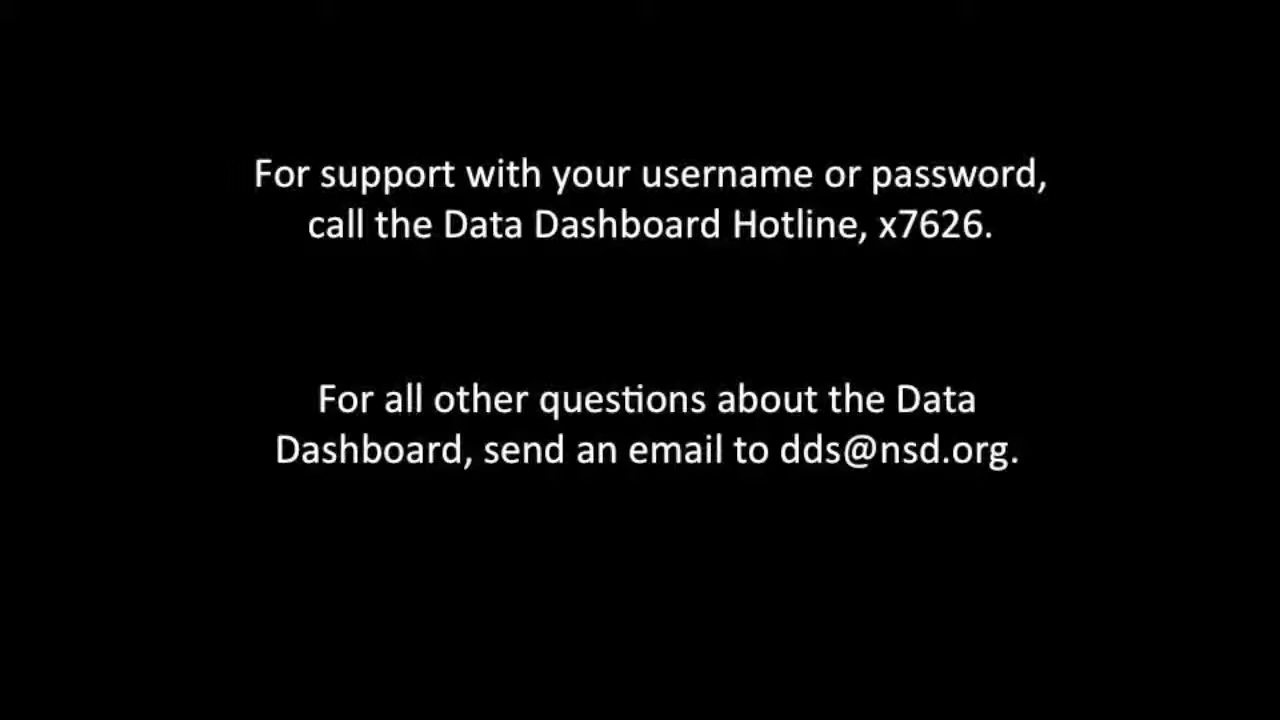 For support with your username or password,
call the Data Dashboard Hotline, x7626.
For all other questions about the Data
Dashboard, send an email to dds@nsd.org.